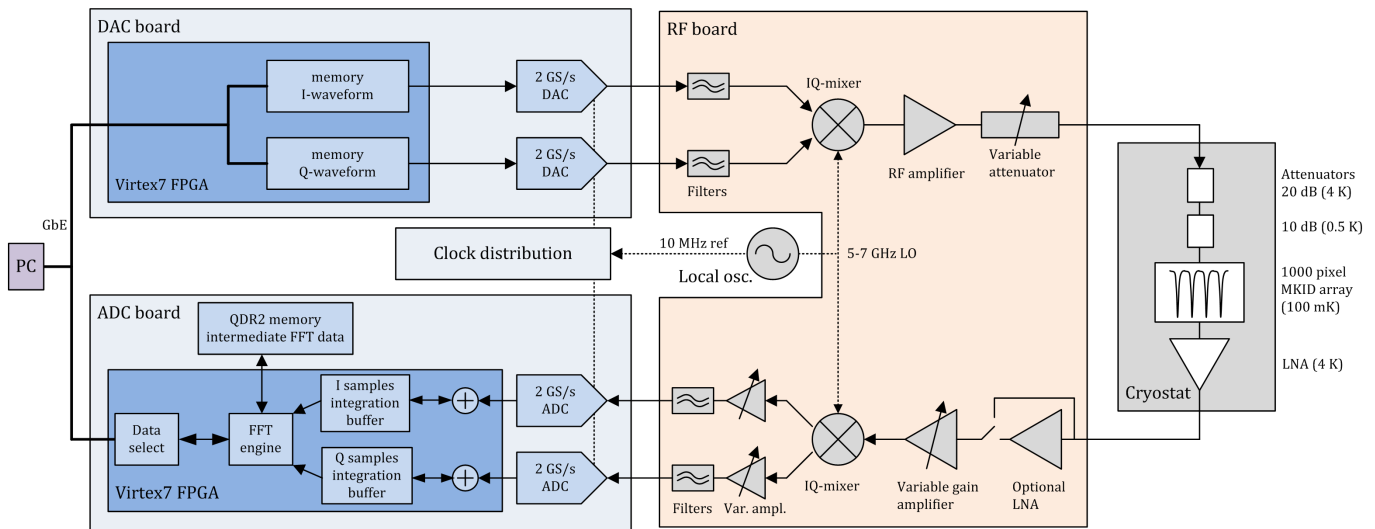 DAC board
memory
I-waveform
memory
Q-waveform
Virtex7 FPGA
2 GS/s
DAC
2 GS/s
DAC
RF board
Filters
IQ-mixer
RF amplifier
Variable
attenuator
Attenuators
20 dB (4 K)
10 dB (0.5 K)
1000 pixel
MKID array
(100 mK)
LNA (4 K)
Cryostat
GbE
PC
Clock distribution
10 MHz ref
Local osc.
5-7 GHz LO
ADC board
QDR2 memory
intermediate FFT data
I samples
integration
buffer
Data
select
FFT
engine
Q samples
integration
buffer
Virtex7 FPGA
2 GS/s
ADC
2 GS/s
ADC
Filters
Var. ampl.
IQ-mixer
Variable gain
amplifier
Optional
LNA